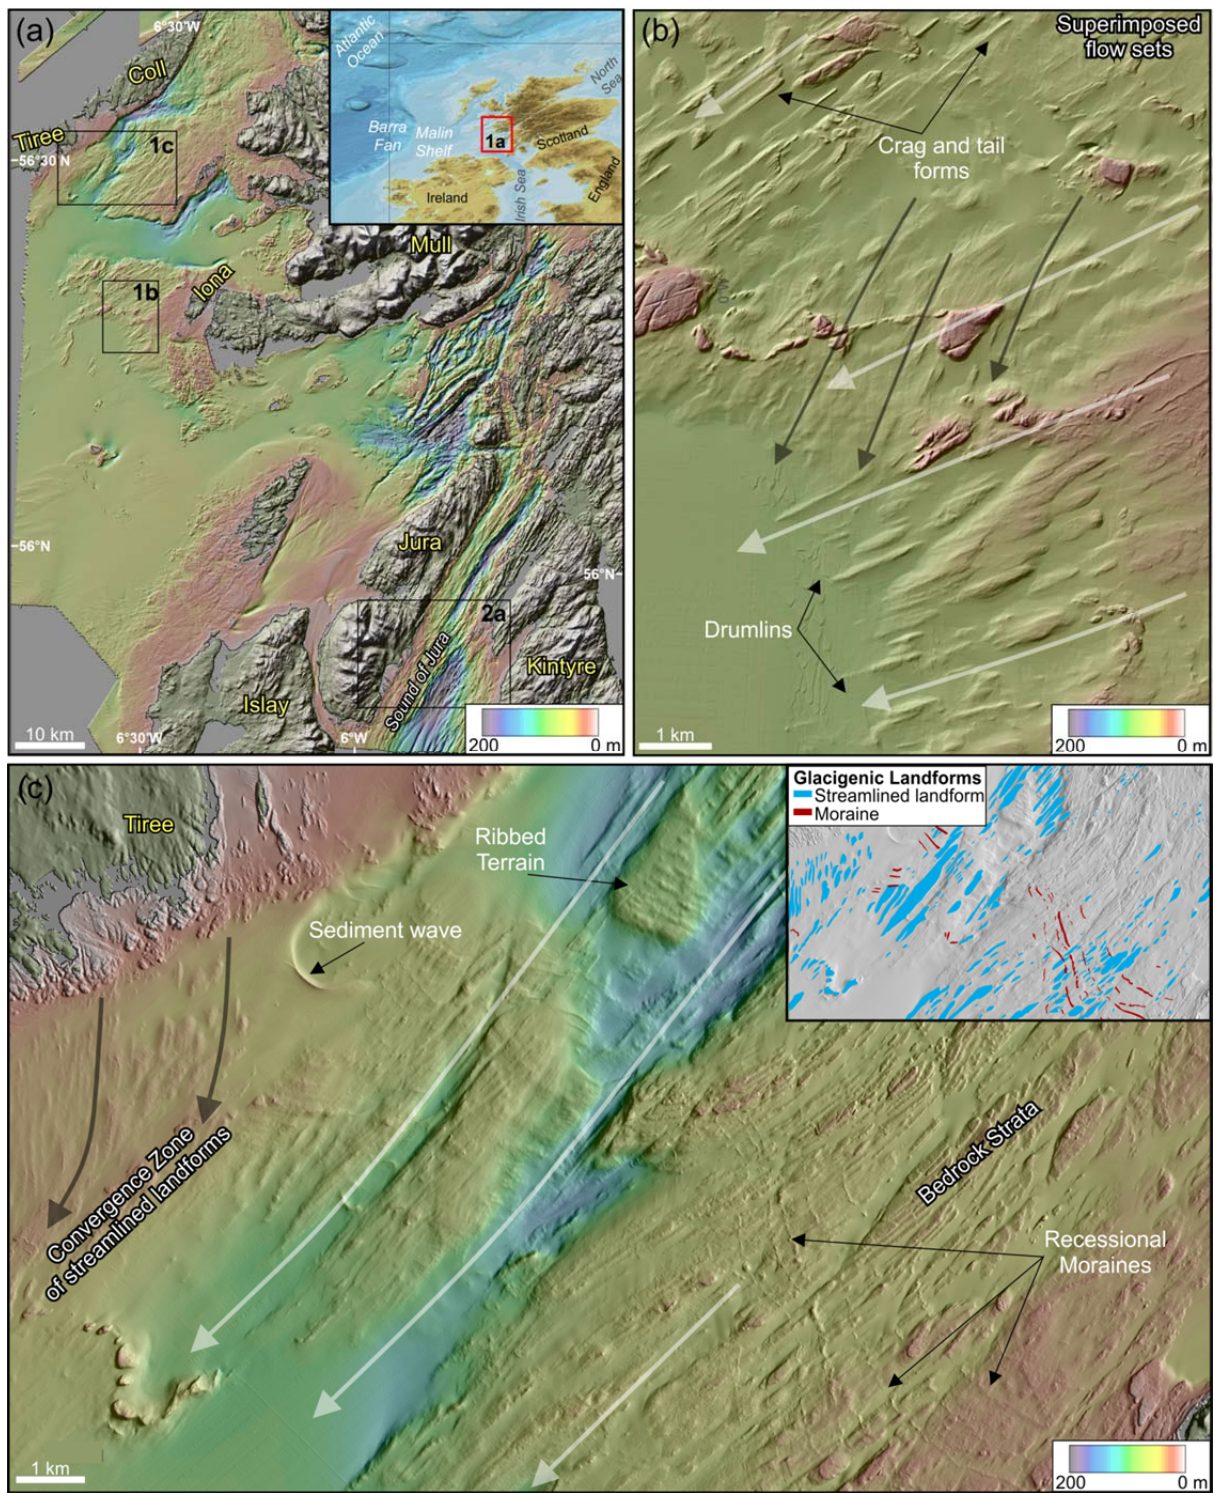 (a)
6°30'W
Coll
Atlantic
Ocean
North
Sea
Barra
Fan
Malin
Shelf
1a
Scotland
Ireland
Irish Sea
England
Tiree
56°30 N
1c
Mull
Iona
1b
56°N
Jura
56°N
2a
Sound of Jura
Kintyre
Islay
10 km
6°30'W
6°W
200
0 m
(b)
Superimposed
flow sets
Crag and tail
forms
Drumlins
1 km
200
0 m
(c)
Tiree
Ribbed
Terrain
Glacigenic Landforms
Streamlined landform
Moraine
Sediment wave
Convergence Zone
of streamlined landforms
Bedrock Strata
Recessional
Moraines
1 km
200
0 m